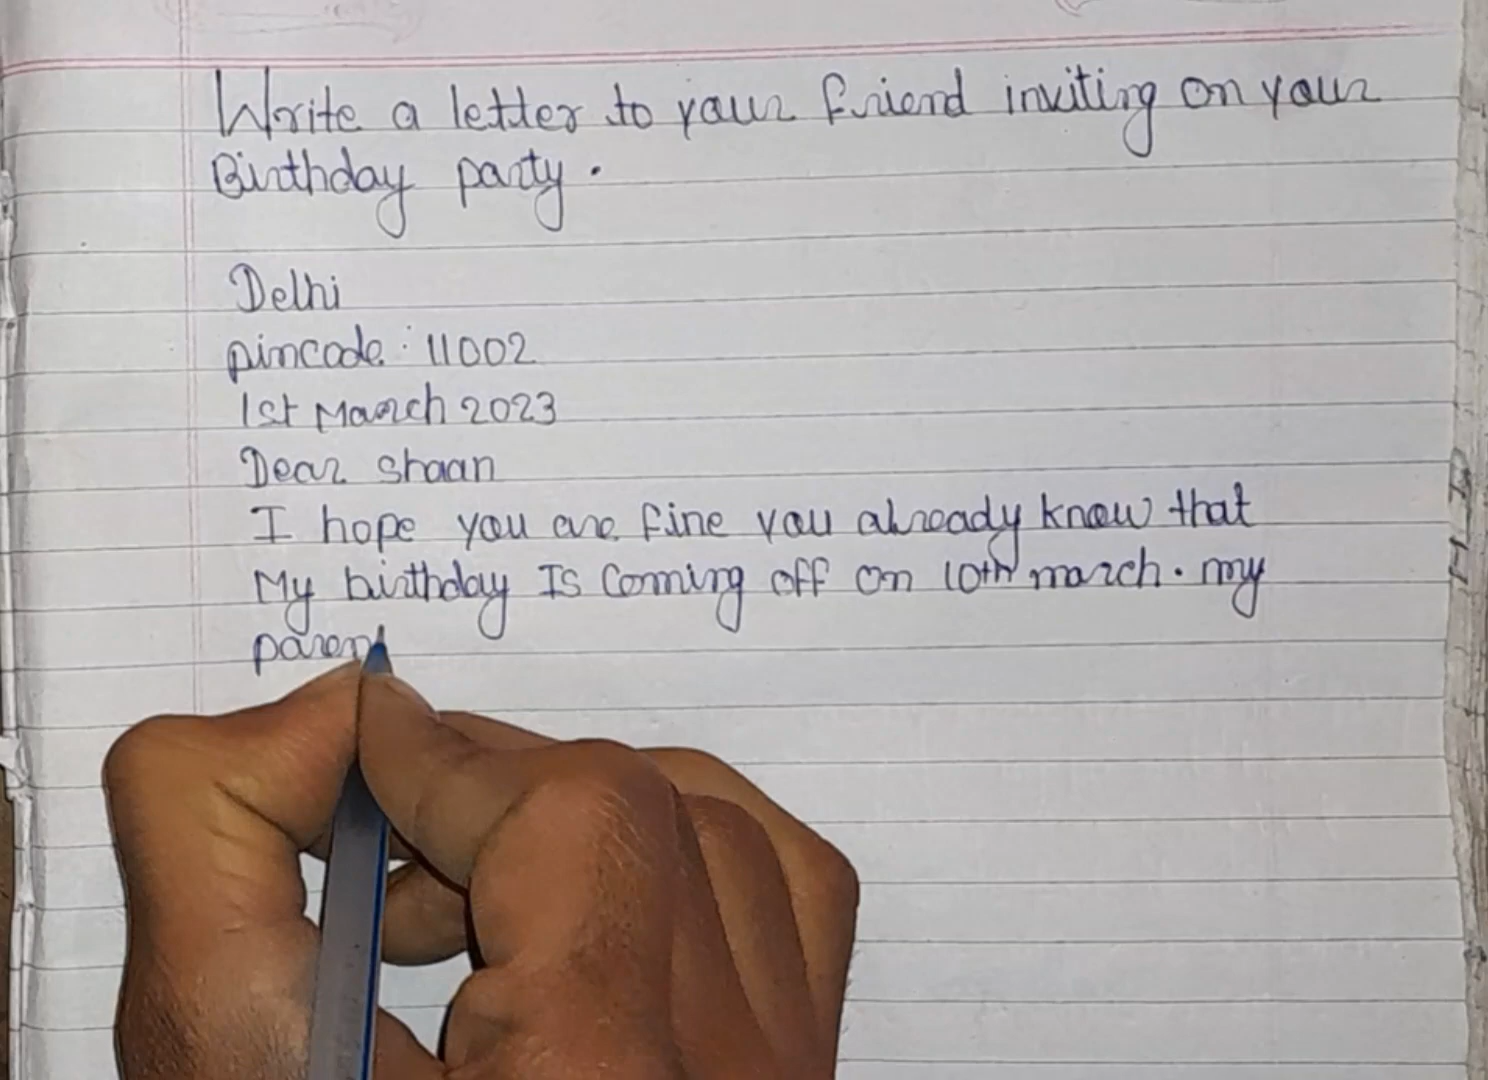 Write a letter to your friend inviting on your
Birthday party.
Delhi
pincode : 11002
1st March 2023
Dear Shaan
I hope you are fine you already know that
My birthday Is Coming off on 10th march. my
paren